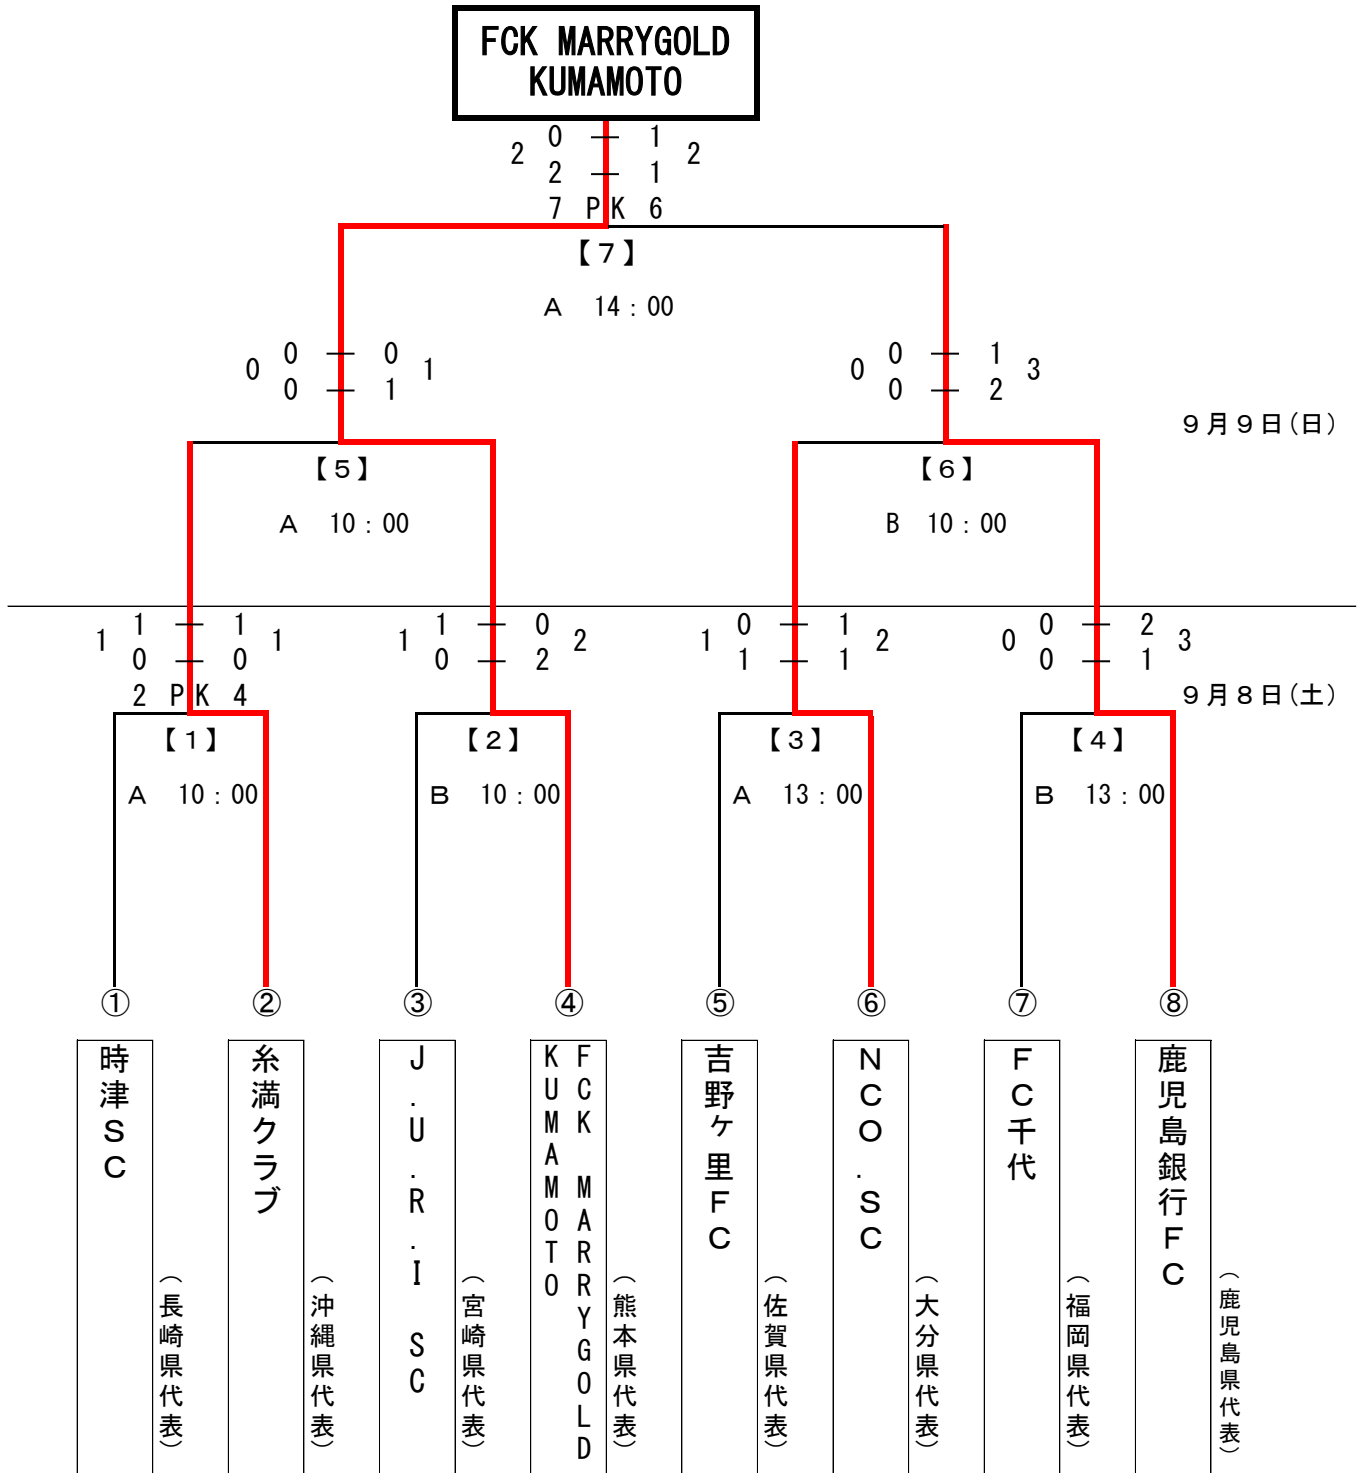 FCK MARRYGOLD
KUMAMOTO
0 1
2 2
2 1
7 PK 6
【７】
Ａ 14：00
0 0
0 1
0 1
0 1
0 3
0 2
９月９日(日)
【５】
【６】
Ａ 10：00
Ｂ 10：00
1 1
1 1
0 0
2 PK 4
1 0
1 2
0 2
0 1
1 2
1 1
0 2
0 3
0 1
９月８日(土)
【１】
【２】
【３】
【４】
Ａ 10：00
Ｂ 10：00
Ａ 13：00
Ｂ 13：00
①
②
③
④
⑤
⑥
⑦
⑧
時津ＳＣ
（長崎県代表）
糸満クラブ
（沖縄県代表）
J.U.R.I SC
（宮崎県代表）
FCK MARRYGOLD
KUMAMOTO
（熊本県代表）
吉野ヶ里ＦＣ
（佐賀県代表）
ＮＣＯ.ＳＣ
（大分県代表）
ＦＣ千代
（福岡県代表）
鹿児島銀行ＦＣ
（鹿児島県代表）